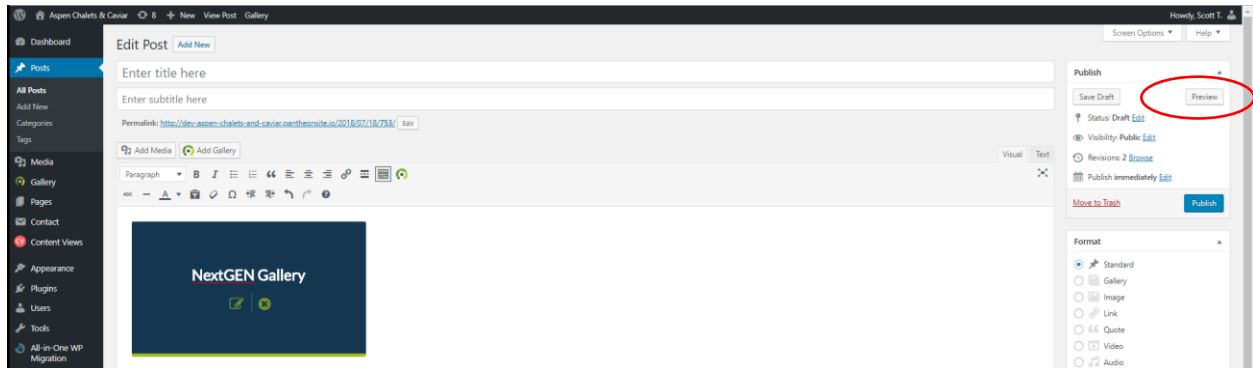 Aspen Chalets & Caviar 8 + New View Post Gallery
Howdy, Scott T.
Screen Options Help
Dashboard
Posts
All Posts
Add New
Categories
Tags
Media
Gallery
Pages
Contact
Content Views
Appearance
Plugins
Users
Tools
All-in-One WP
Migration
Edit Post Add New
Enter title here
Enter subtitle here
Permalink: http://dev-aspen-chalets-and-caviar.pantheonsite.io/2018/07/18/753/ Edit
Add Media Add Gallery
Visual Text
Paragraph B I
ABC A Ω
NextGEN Gallery
Publish
Save Draft Preview
Status: Draft Edit
Visibility: Public Edit
Revisions: 2 Browse
Publish immediately Edit
Move to Trash Publish
Format
Standard
Gallery
Image
Link
Quote
Video
Audio